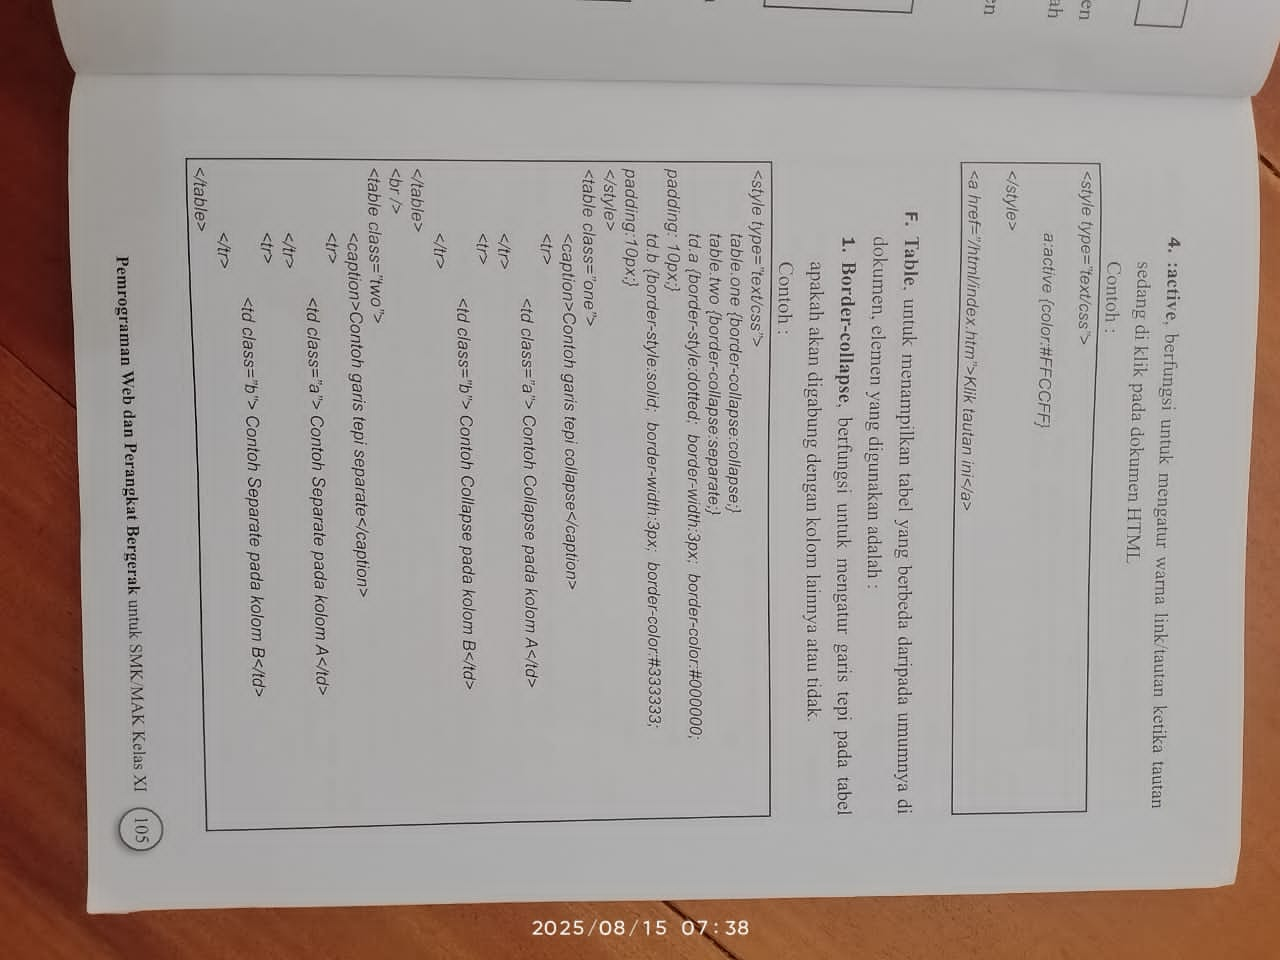 4. :active, berfungsi untuk mengatur warna link/tautan ketika tautan
sedang di klik pada dokumen HTML
Contoh :
<style type="text/css">
a:active {color:#FFCCFF}
</style>
<a href="/html/index.htm">Klik tautan ini</a>
F. Table, untuk menampilkan tabel yang berbeda daripada umumnya di
dokumen, elemen yang digunakan adalah :
1. Border-collapse, berfungsi untuk mengatur garis tepi pada tabel
apakah akan digabung dengan kolom lainnya atau tidak.
Contoh :
<style type="text/css">
table.one {border-collapse:collapse;}
table.two {border-collapse:separate;}
td.a {border-style:dotted; border-width:3px; border-color:#000000;
padding: 10px;}
td.b {border-style:solid; border-width:3px; border-color:#333333;
padding:10px;}
</style>
<table class="one">
<caption>Contoh garis tepi collapse</caption>
<tr>
<td class="a"> Contoh Collapse pada kolom A</td>
</tr>
<tr>
<td class="b"> Contoh Collapse pada kolom B</td>
</tr>
</table>
<br />
<table class="two">
<caption>Contoh garis tepi separate</caption>
<tr>
<td class="a"> Contoh Separate pada kolom A</td>
</tr>
<tr>
<td class="b"> Contoh Separate pada kolom B</td>
</tr>
</table>
Pemrograman Web dan Perangkat Bergerak untuk SMK/MAK Kelas XI 105
en
ah
en
2025/08/15 07:38